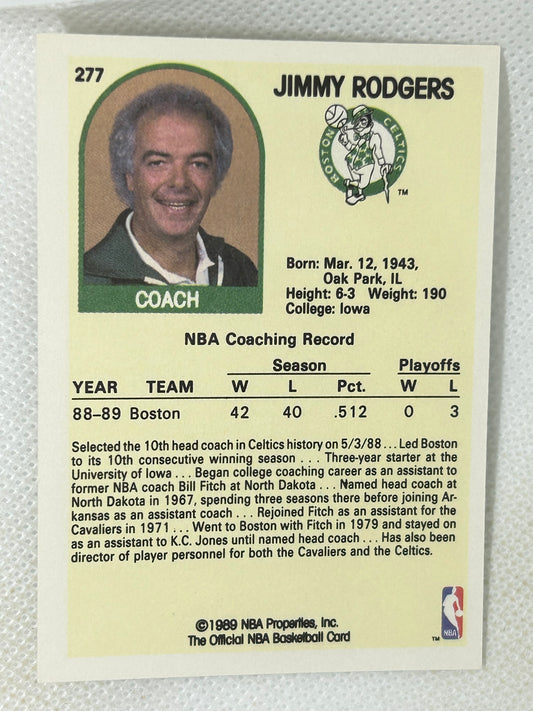 277
JIMMY RODGERS
BOSTON CELTICS
TM
COACH
Born: Mar. 12, 1943,
Oak Park, IL
Height: 6-3 Weight: 190
College: Iowa
NBA Coaching Record
Season Playoffs
YEAR TEAM W L Pct. W L
88–89 Boston 42 40 .512 0 3
Selected the 10th head coach in Celtics history on 5/3/88 . . . Led Boston
to its 10th consecutive winning season . . . Three-year starter at the
University of Iowa . . . Began college coaching career as an assistant to
former NBA coach Bill Fitch at North Dakota . . . Named head coach at
North Dakota in 1967, spending three seasons there before joining Ar-
kansas as an assistant coach . . . Rejoined Fitch as an assistant for the
Cavaliers in 1971 . . . Went to Boston with Fitch in 1979 and stayed on
as an assistant to K.C. Jones until named head coach . . . Has also been
director of player personnel for both the Cavaliers and the Celtics.
©1989 NBA Properties, Inc.
The Official NBA Basketball Card
TM
NBA